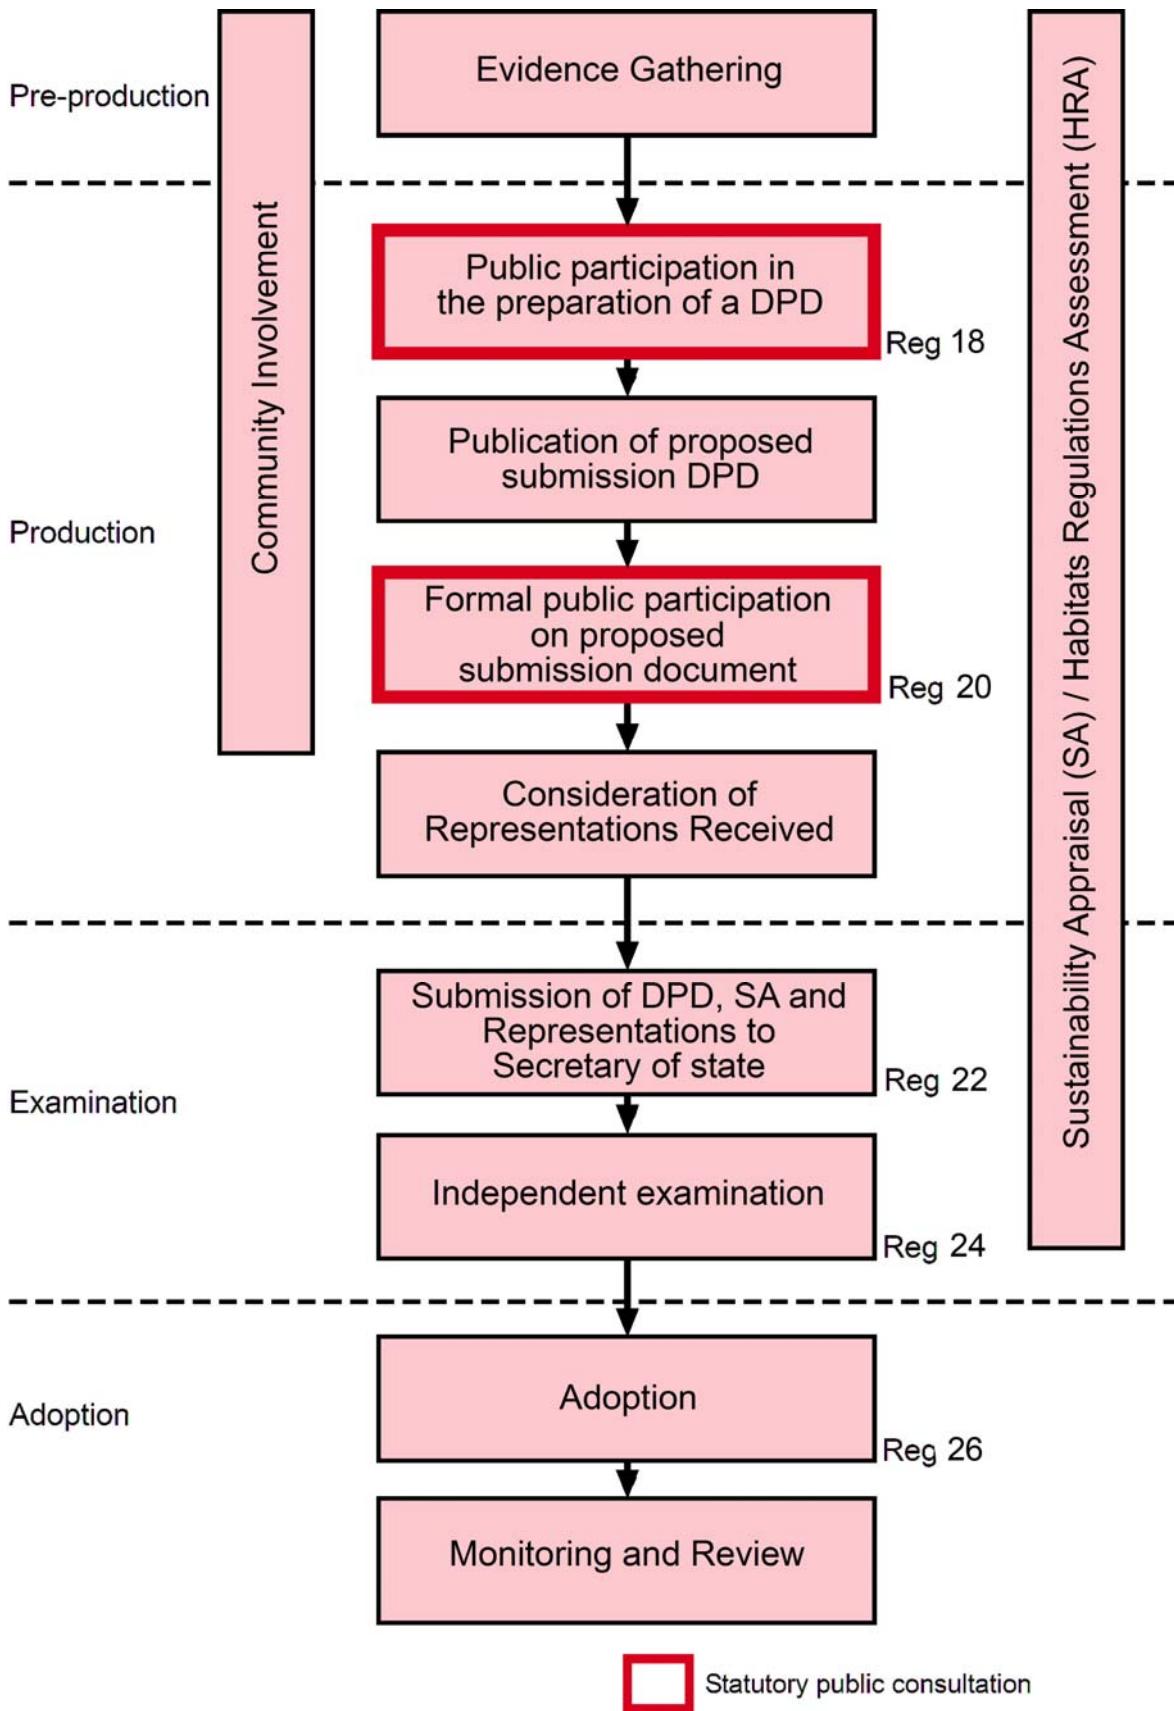 Pre-production
Evidence Gathering
Community Involvement
Sustainability Appraisal (SA) / Habitats Regulations Assessment (HRA)
Public participation in
the preparation of a DPD
Reg 18
Publication of proposed
submission DPD
Production
Formal public participation
on proposed
submission document
Reg 20
Consideration of
Representations Received
Submission of DPD, SA and
Representations to
Secretary of state
Reg 22
Examination
Independent examination
Reg 24
Adoption
Adoption
Reg 26
Monitoring and Review
Statutory public consultation